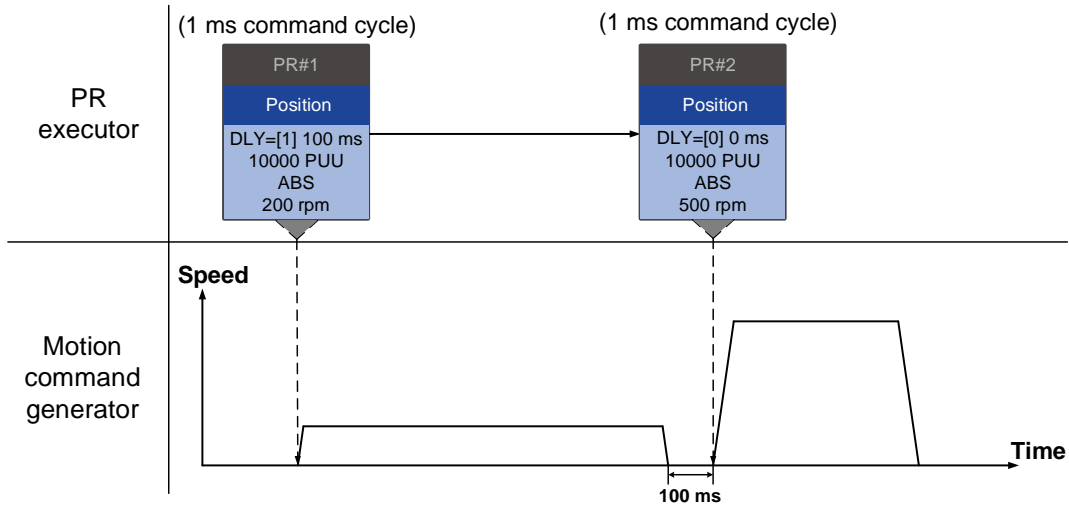 (1 ms command cycle)
(1 ms command cycle)
PR
executor
PR#1
Position
DLY=[1] 100 ms
10000 PUU
ABS
200 rpm
PR#2
Position
DLY=[0] 0 ms
10000 PUU
ABS
500 rpm
Motion
command
generator
Speed
Time
100 ms